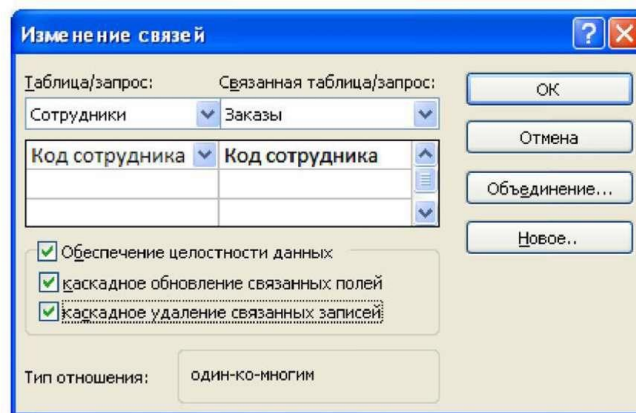 Изменение связей
Таблица/запрос: Связанная таблица/запрос:
Сотрудники Заказы
Код сотрудника Код сотрудника
Обеспечение целостности данных
каскадное обновление связанных полей
каскадное удаление связанных записей
Тип отношения: один-ко-многим
ОК
Отмена
Объединение...
Новое..